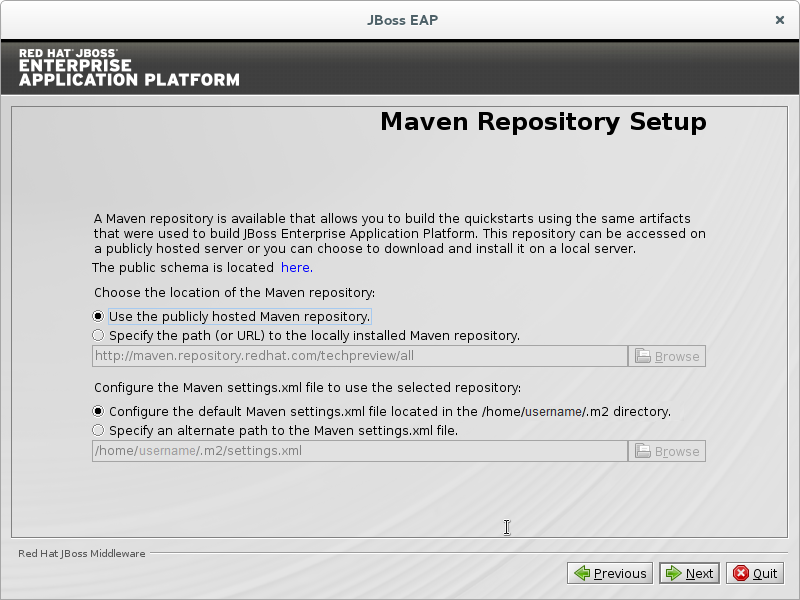 JBoss EAP
RED HAT® JBOSS®
ENTERPRISE
APPLICATION PLATFORM
Maven Repository Setup
A Maven repository is available that allows you to build the quickstarts using the same artifacts
that were used to build JBoss Enterprise Application Platform. This repository can be accessed on
a publicly hosted server or you can choose to download and install it on a local server.
The public schema is located here.
Choose the location of the Maven repository:
Use the publicly hosted Maven repository.
Specify the path (or URL) to the locally installed Maven repository.
http://maven.repository.redhat.com/techpreview/all Browse
Configure the Maven settings.xml file to use the selected repository:
Configure the default Maven settings.xml file located in the /home/username/.m2 directory.
Specify an alternate path to the Maven settings.xml file.
/home/username/.m2/settings.xml Browse
Red Hat JBoss Middleware
Previous Next Quit